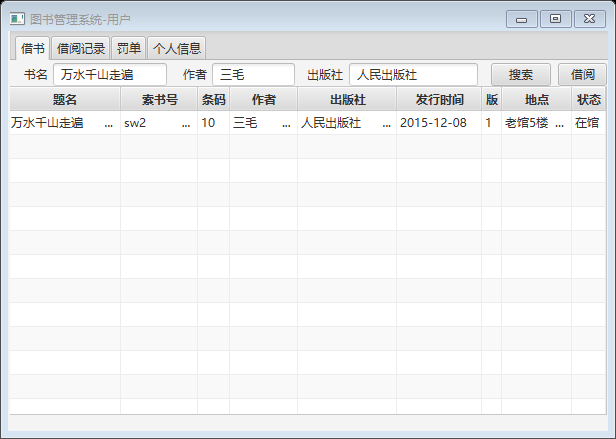 图书管理系统-用户
借书 借阅记录 罚单 个人信息
书名 万水千山走遍 作者 三毛 出版社 人民出版社 搜索 借阅
题名 索书号 条码 作者 出版社 发行时间 版 地点 状态
万水千山走遍 ... sw2 ... 10 三毛 ... 人民出版社 ... 2015-12-08 1 老馆5楼 ... 在馆